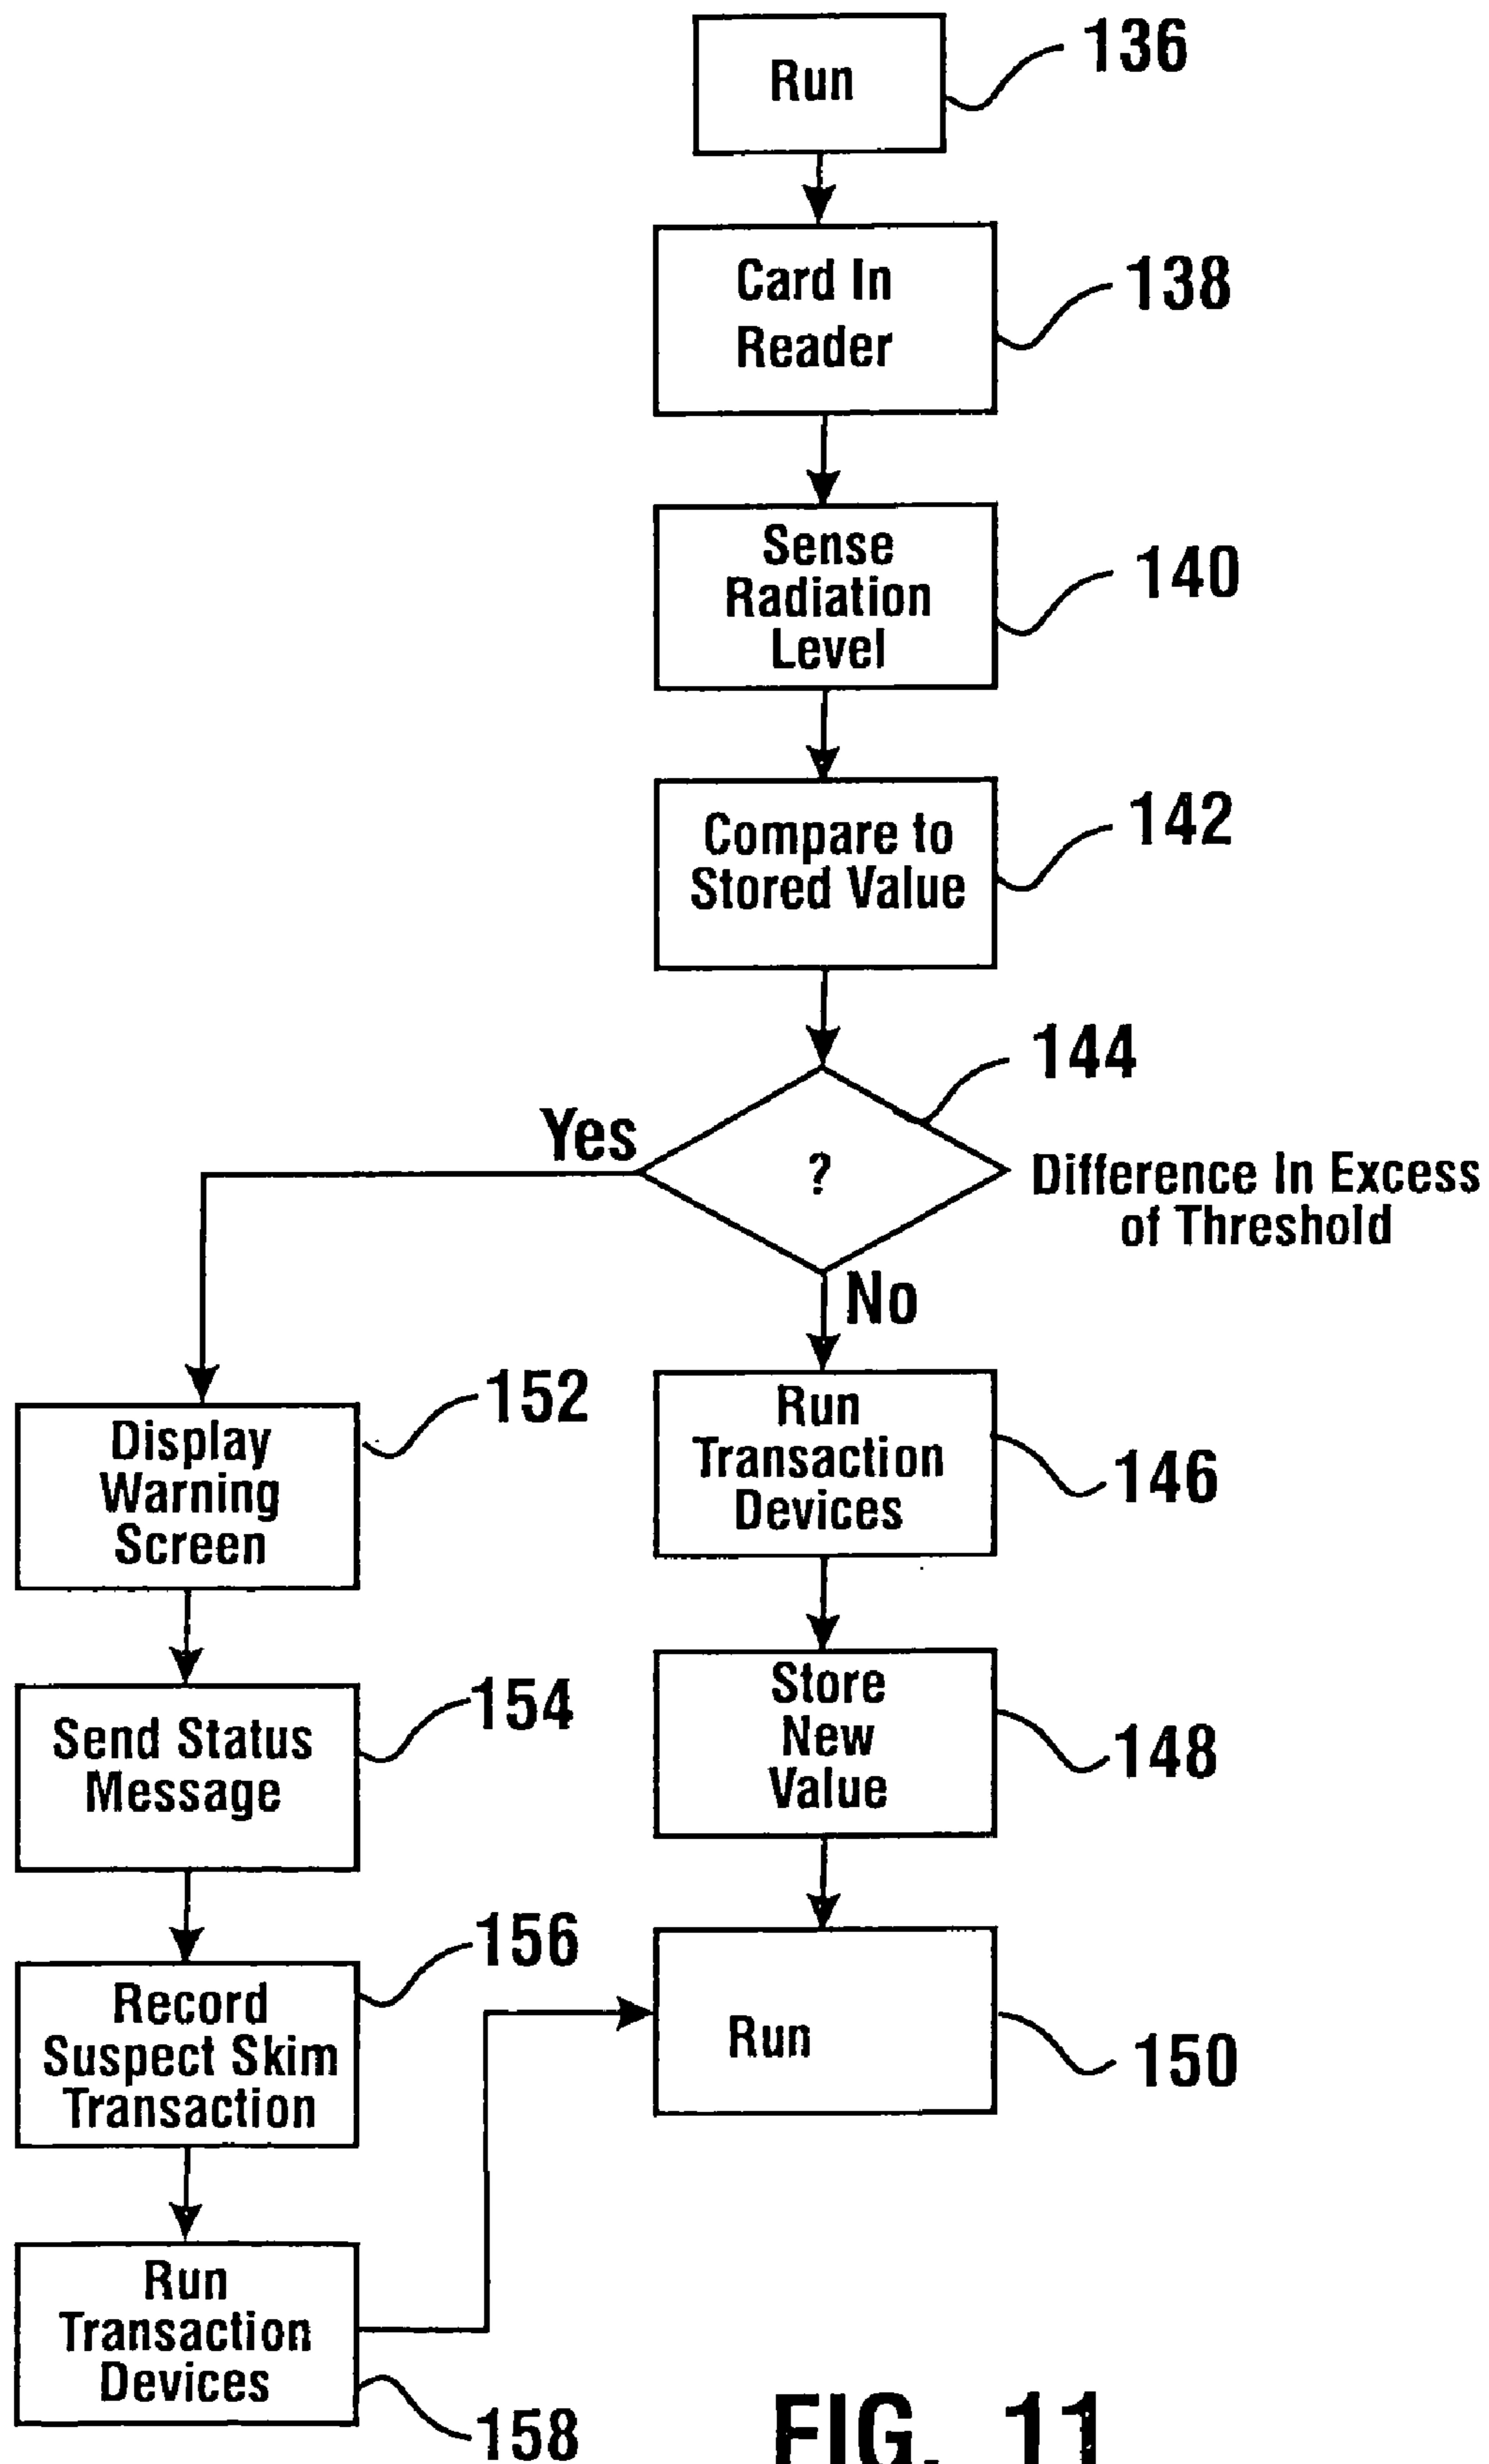 Run
136
Card In
Reader
138
Sense
Radiation
Level
140
Compare to
Stored Value
142
144
Yes
?
Difference In Excess
of Threshold
No
Display
Warning
Screen
152
Run
Transaction
Devices
146
Send Status
Message
154
Store
New
Value
148
Record
Suspect Skim
Transaction
156
Run
150
Run
Transaction
Devices
158
FIG. 11